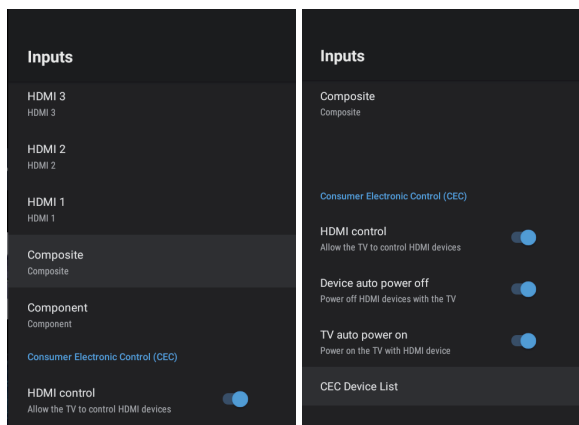 Inputs
HDMI 3
HDMI 3
HDMI 2
HDMI 2
HDMI 1
HDMI 1
Composite
Composite
Component
Component
Consumer Electronic Control (CEC)
HDMI control
Allow the TV to control HDMI devices
Inputs
Composite
Composite
Consumer Electronic Control (CEC)
HDMI control
Allow the TV to control HDMI devices
Device auto power off
Power off HDMI devices with the TV
TV auto power on
Power on the TV with HDMI device
CEC Device List